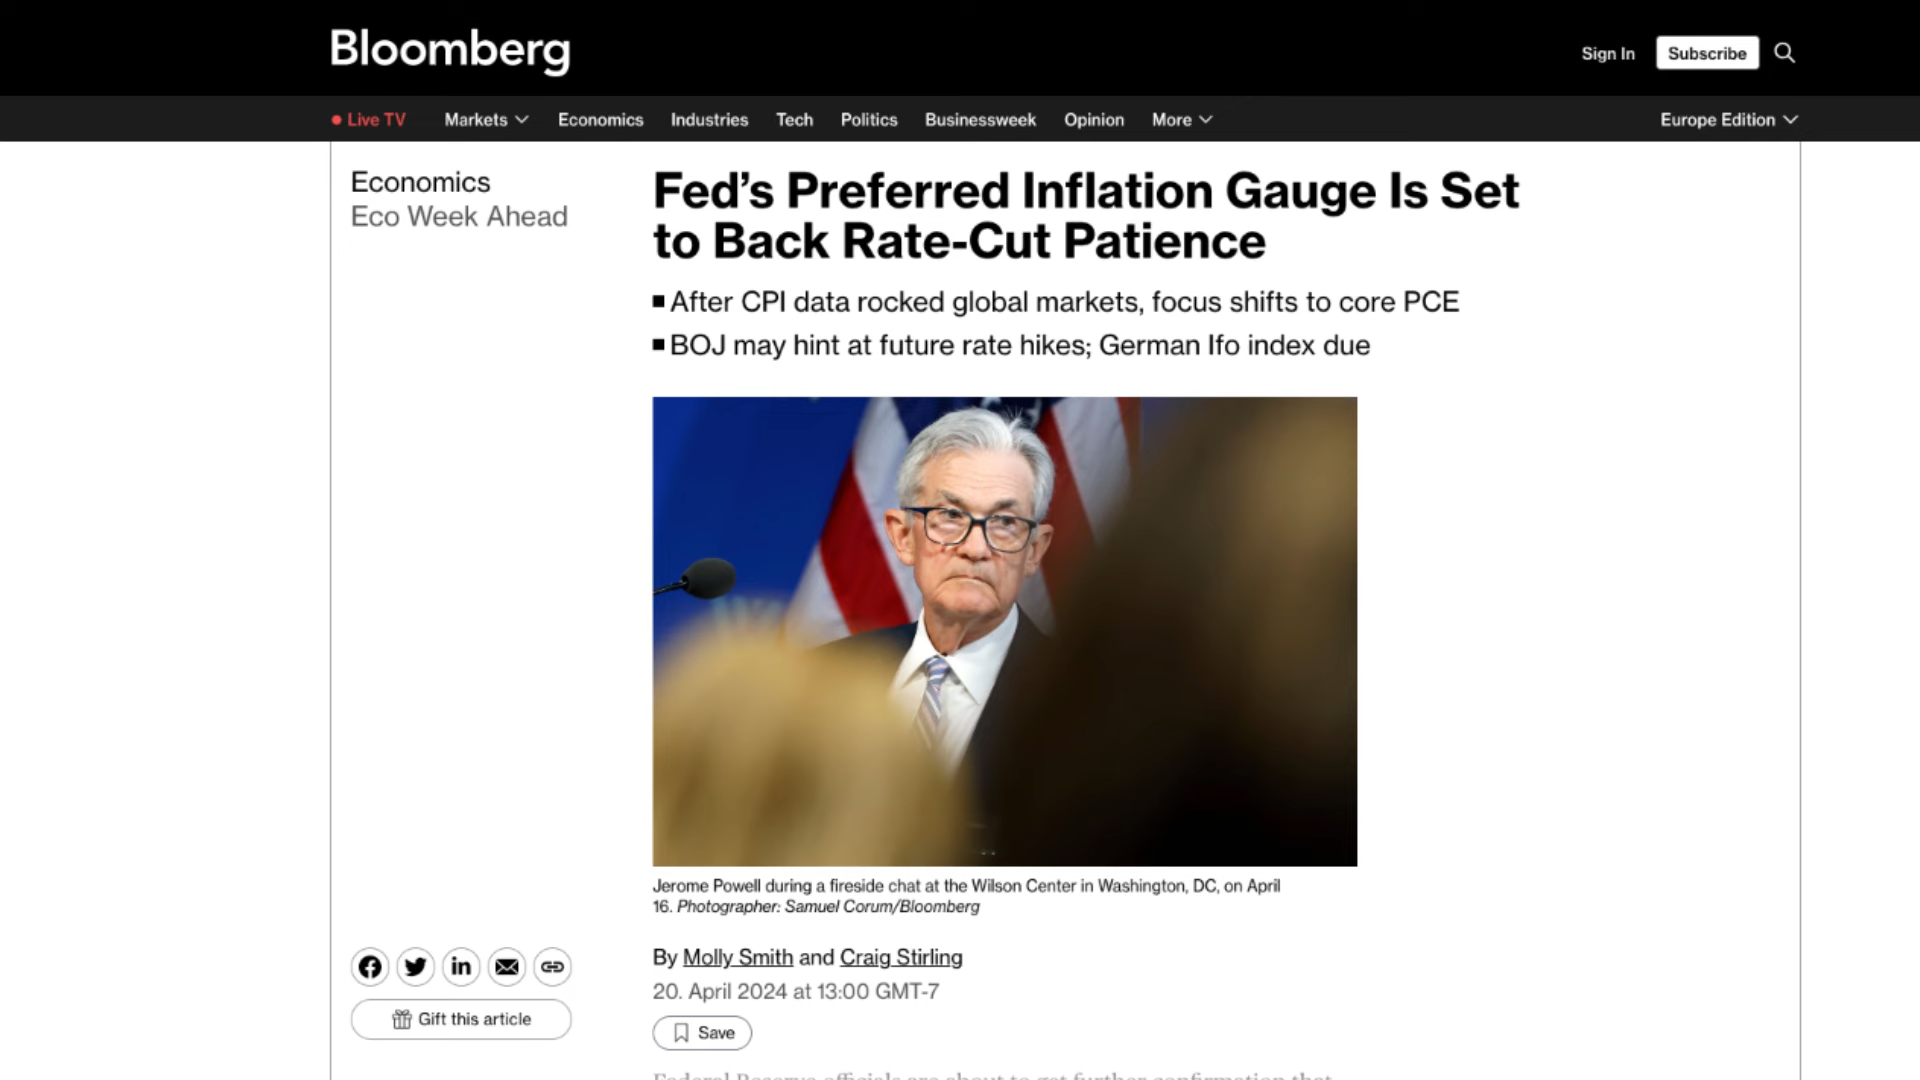 Bloomberg
Sign In
Subscribe
Live TV
Markets
Economics
Industries
Tech
Politics
Businessweek
Opinion
More
Europe Edition
Economics
Eco Week Ahead
Fed’s Preferred Inflation Gauge Is Set
to Back Rate-Cut Patience
After CPI data rocked global markets, focus shifts to core PCE
BOJ may hint at future rate hikes; German Ifo index due
Jerome Powell during a fireside chat at the Wilson Center in Washington, DC, on April
16. Photographer: Samuel Corum/Bloomberg
By Molly Smith and Craig Stirling
20. April 2024 at 13:00 GMT-7
Save
Gift this article
Federal Reserve officials are about to get further confirmation that